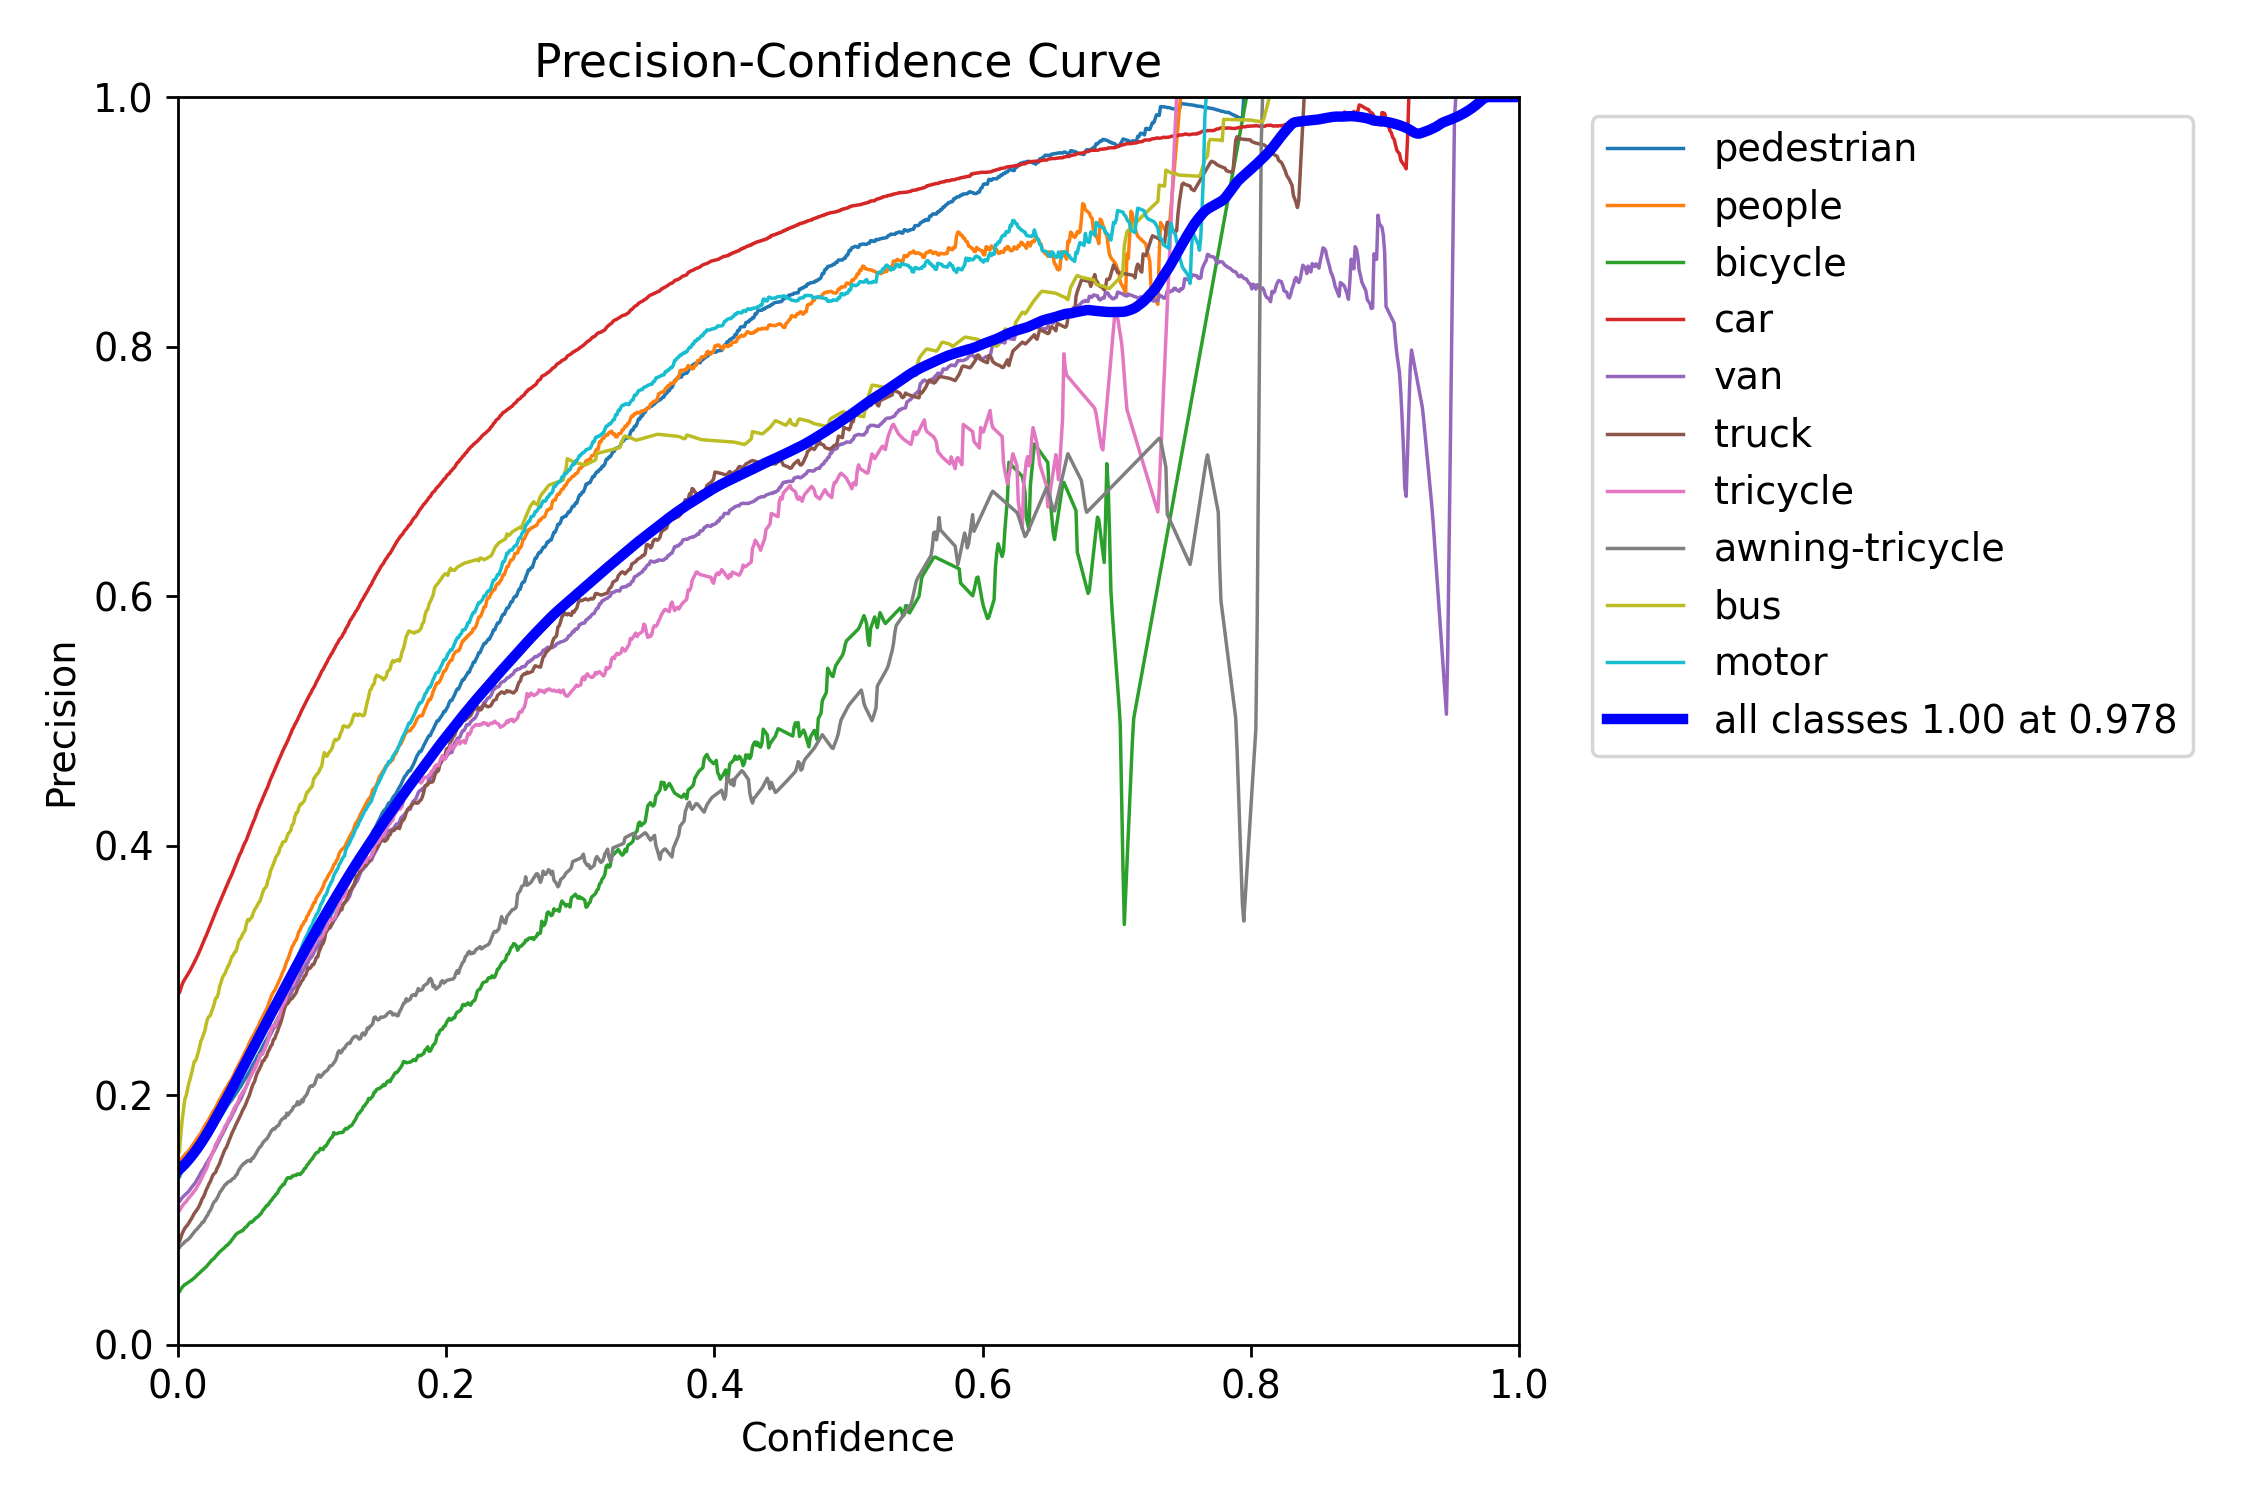 Precision-Confidence Curve
1.0
0.8
0.6
0.4
0.2
0.0
Precision
0.0 0.2 0.4 0.6 0.8 1.0
Confidence
pedestrian
people
bicycle
car
van
truck
tricycle
awning-tricycle
bus
motor
all classes 1.00 at 0.978